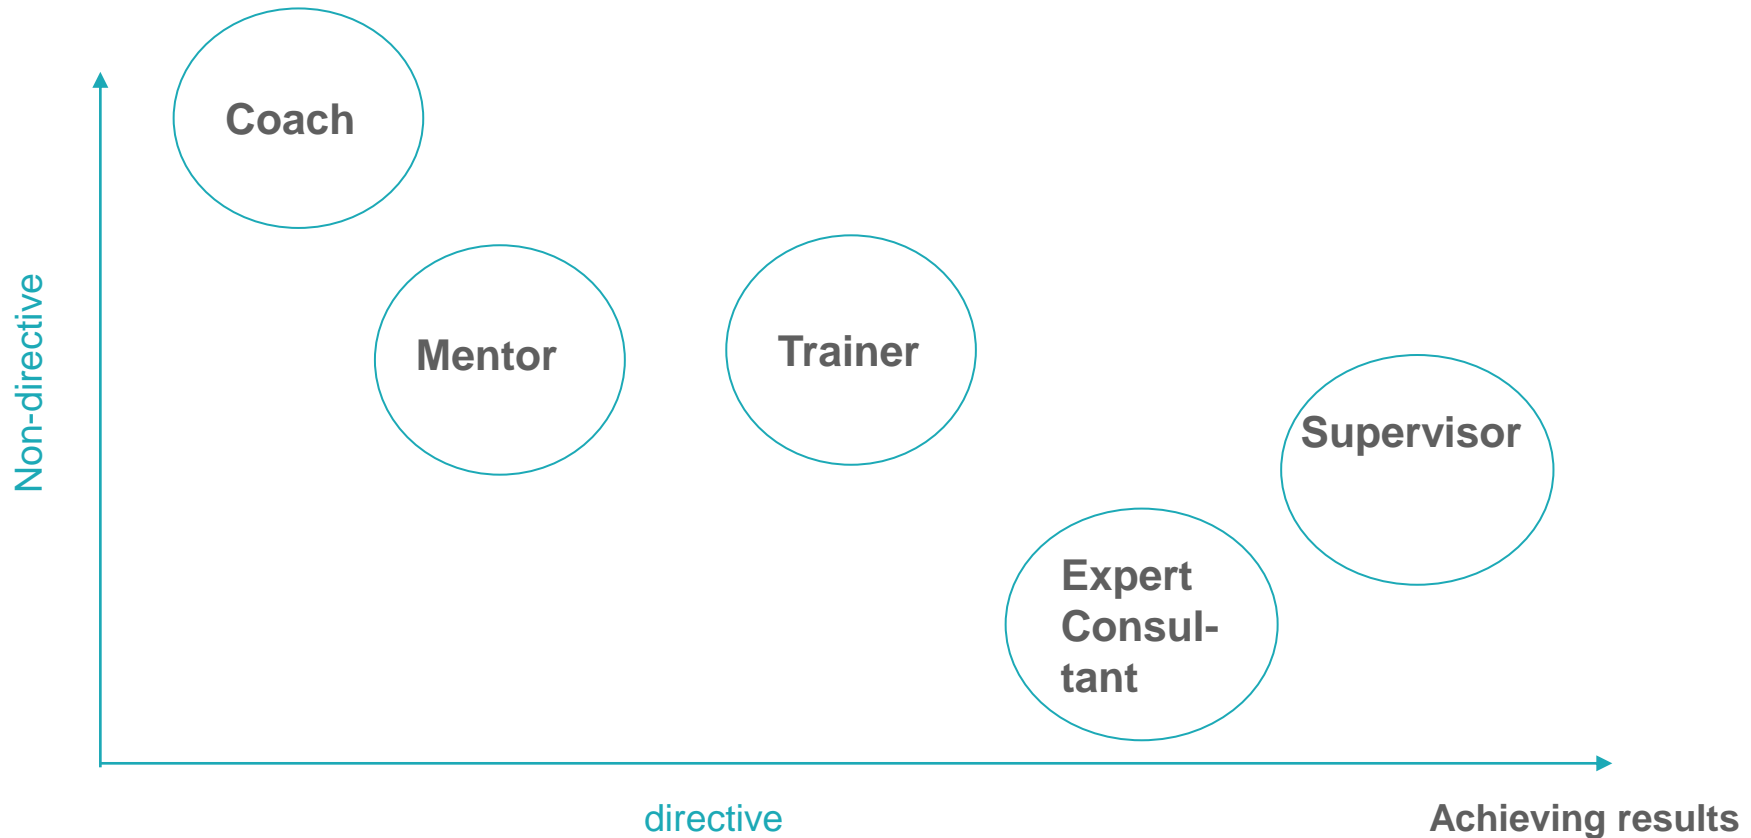 Coach
Non-directive
Mentor
Trainer
Supervisor
Expert
Consul-
tant
directive
Achieving results